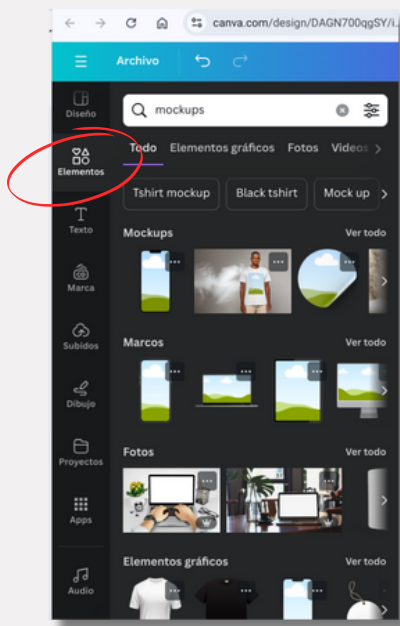 canva.com/design/DAGN700qgSY/i...
Archivo
Diseño
Elementos
Texto
Marca
Subidos
Dibujo
Proyectos
Apps
Audio
mockups
Todo Elementos gráficos Fotos Videos
Tshirt mockup Black tshirt Mock up
Mockups Ver todo
Marcos Ver todo
Fotos Ver todo
Elementos gráficos Ver todo